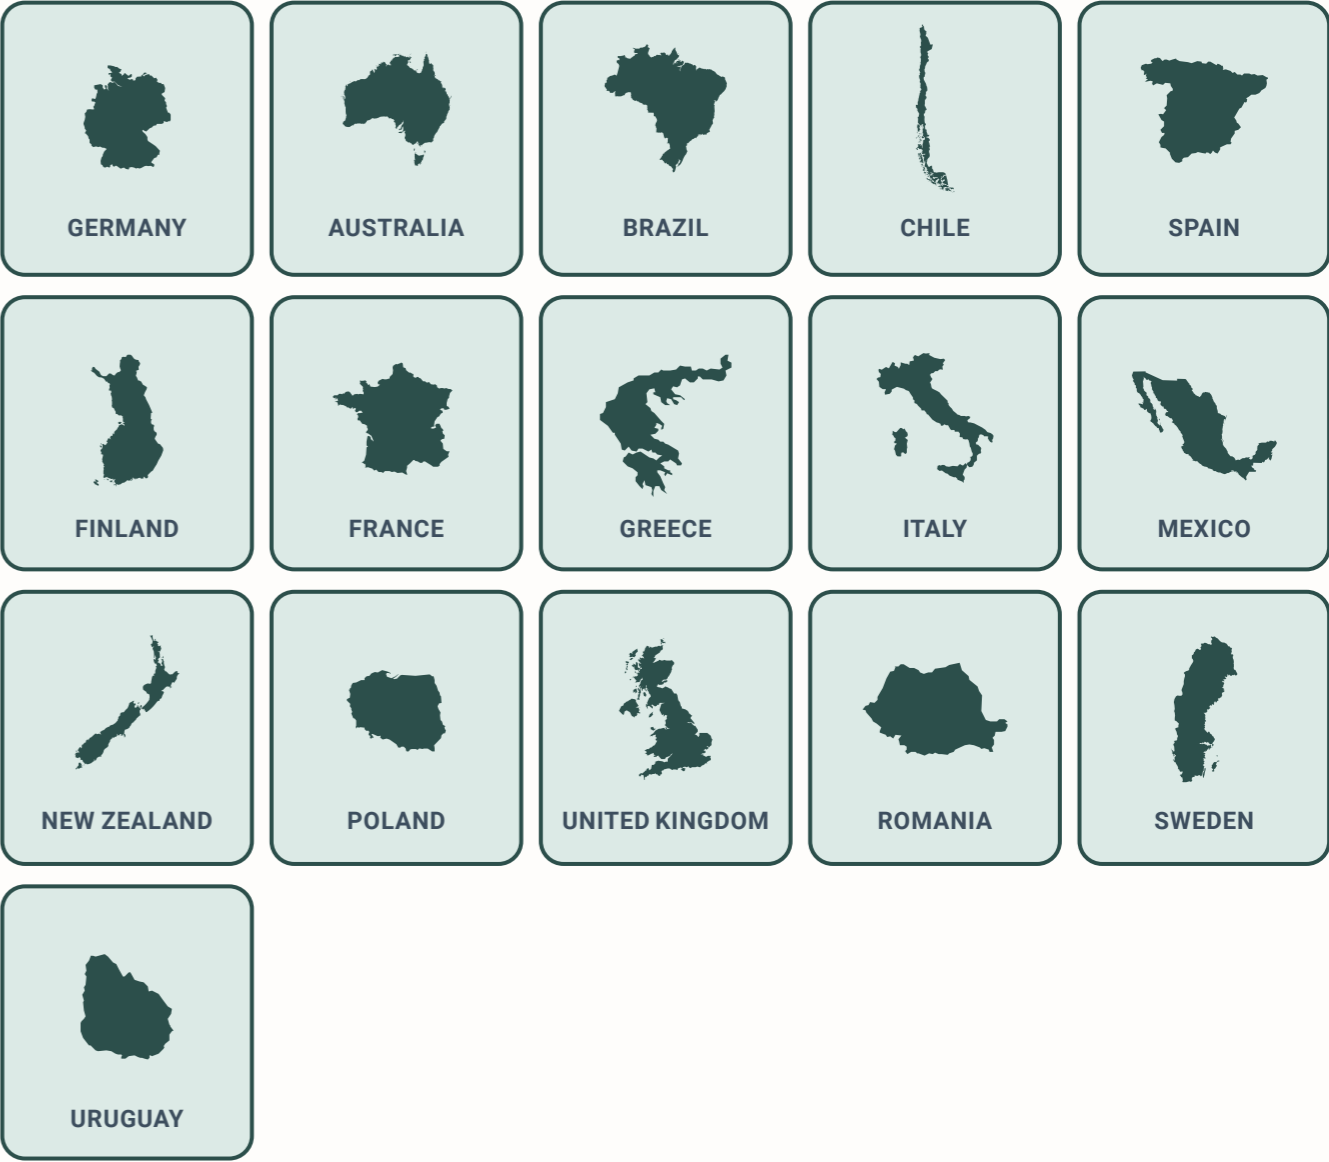 GERMANY
AUSTRALIA
BRAZIL
CHILE
SPAIN
FINLAND
FRANCE
GREECE
ITALY
MEXICO
NEW ZEALAND
POLAND
UNITED KINGDOM
ROMANIA
SWEDEN
URUGUAY